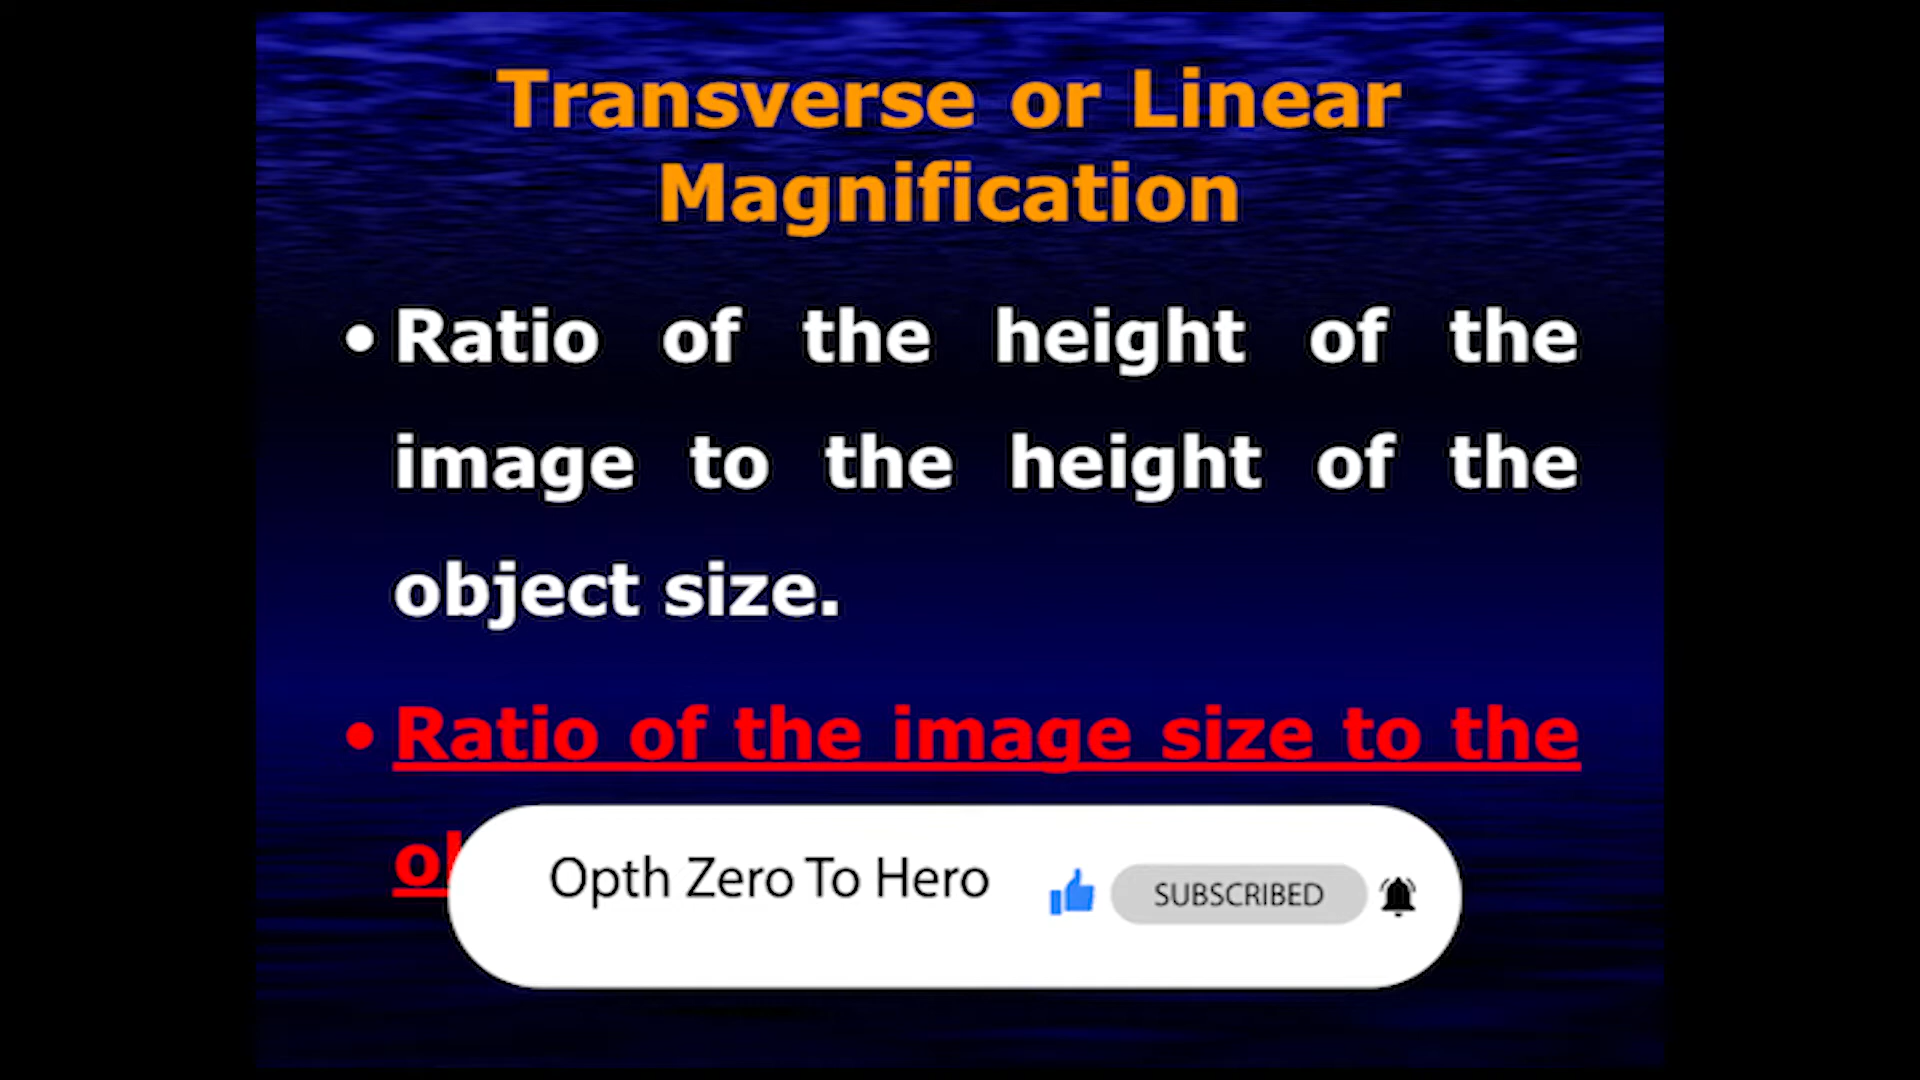 Transverse or Linear
Magnification
• Ratio of the height of the
image to the height of the
object size.
• Ratio of the image size to the
Opth Zero To Hero
SUBSCRIBED